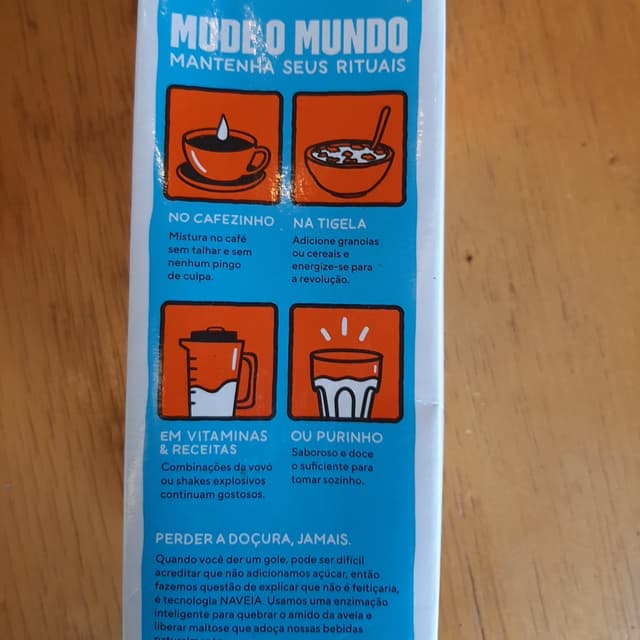 MUDE O MUNDO
MANTENHA SEUS RITUAIS
NO CAFEZINHO
Mistura no café
sem talhar e sem
nenhum pingo
de culpa.
NA TIGELA
Adicione granolas
ou cereais e
energize-se para
a revolução.
EM VITAMINAS
& RECEITAS
Combinações da vovó
ou shakes explosivos
continuam gostosos.
OU PURINHO
Saboroso e doce
o suficiente para
tomar sozinho.
PERDER A DOÇURA, JAMAIS.
Quando você der um gole, pode ser difícil
acreditar que não adicionamos açúcar, então
fazemos questão de explicar que não é feitiçaria,
é tecnologia NAVEIA. Usamos uma enzimação
inteligente para quebrar o amido da aveia e
liberar maltose que adoça nossas bebidas